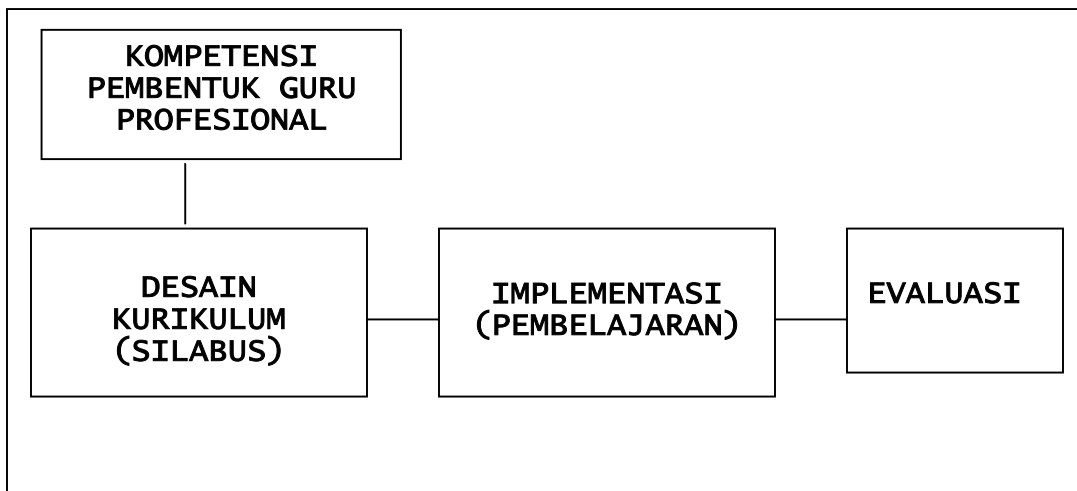 KOMPETENSI
PEMBENTUK GURU
PROFESIONAL
DESAIN
KURIKULUM
(SILABUS)
IMPLEMENTASI
(PEMBELAJARAN)
EVALUASI